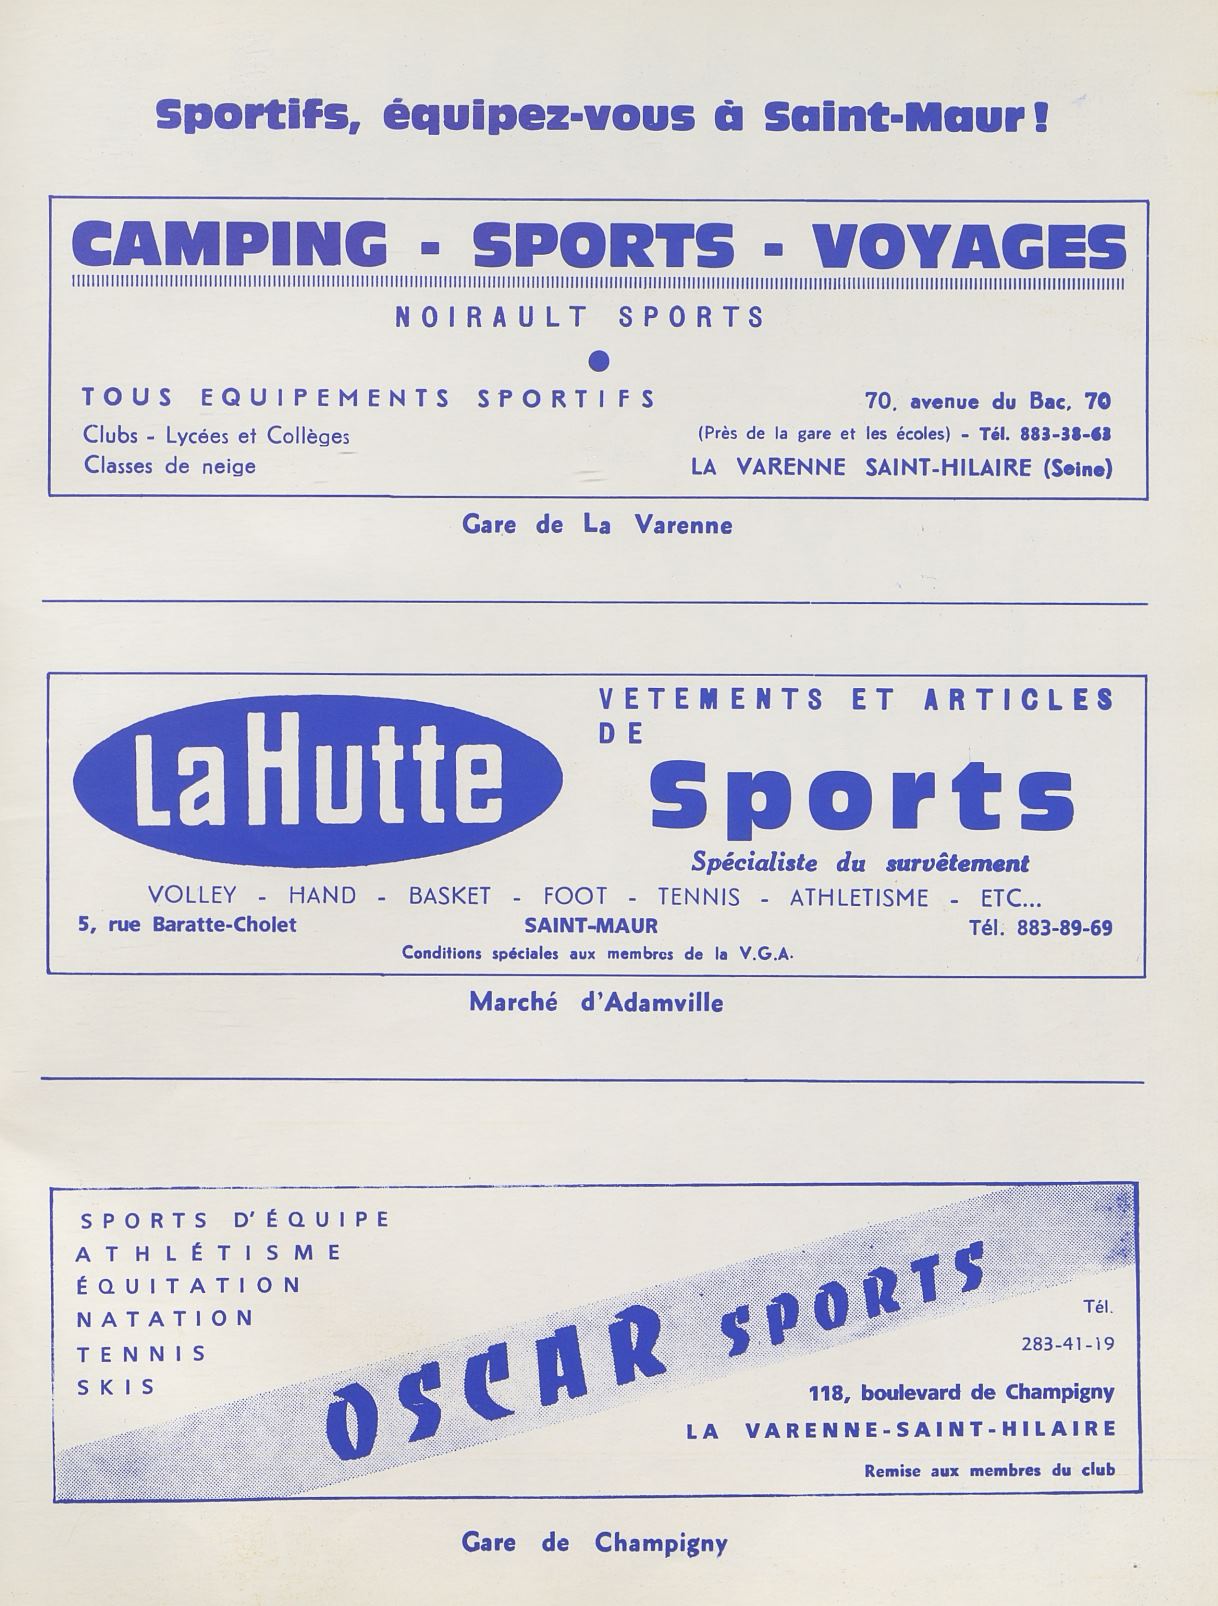 Sportifs, équipez-vous à Saint-Maur !
CAMPING - SPORTS - VOYAGES
NOIRAULT SPORTS
TOUS EQUIPEMENTS SPORTIFS
Clubs - Lycées et Collèges
Classes de neige
70, avenue du Bac, 70
(Près de la gare et les écoles) - Tél. 883-38-63
LA VARENNE SAINT-HILAIRE (Seine)
Gare de La Varenne
La Hutte
VETEMENTS ET ARTICLES
DE
Sports
Spécialiste du survêtement
VOLLEY - HAND - BASKET - FOOT - TENNIS - ATHLETISME - ETC...
5, rue Baratte-Cholet SAINT-MAUR Tél. 883-89-69
Conditions spéciales aux membres de la V.G.A.
Marché d'Adamville
SPORTS D'ÉQUIPE
ATHLÉTISME
ÉQUITATION
NATATION
TENNIS
SKIS
OSCAR SPORTS
Tél.
283-41-19
118, boulevard de Champigny
LA VARENNE-SAINT-HILAIRE
Remise aux membres du club
Gare de Champigny